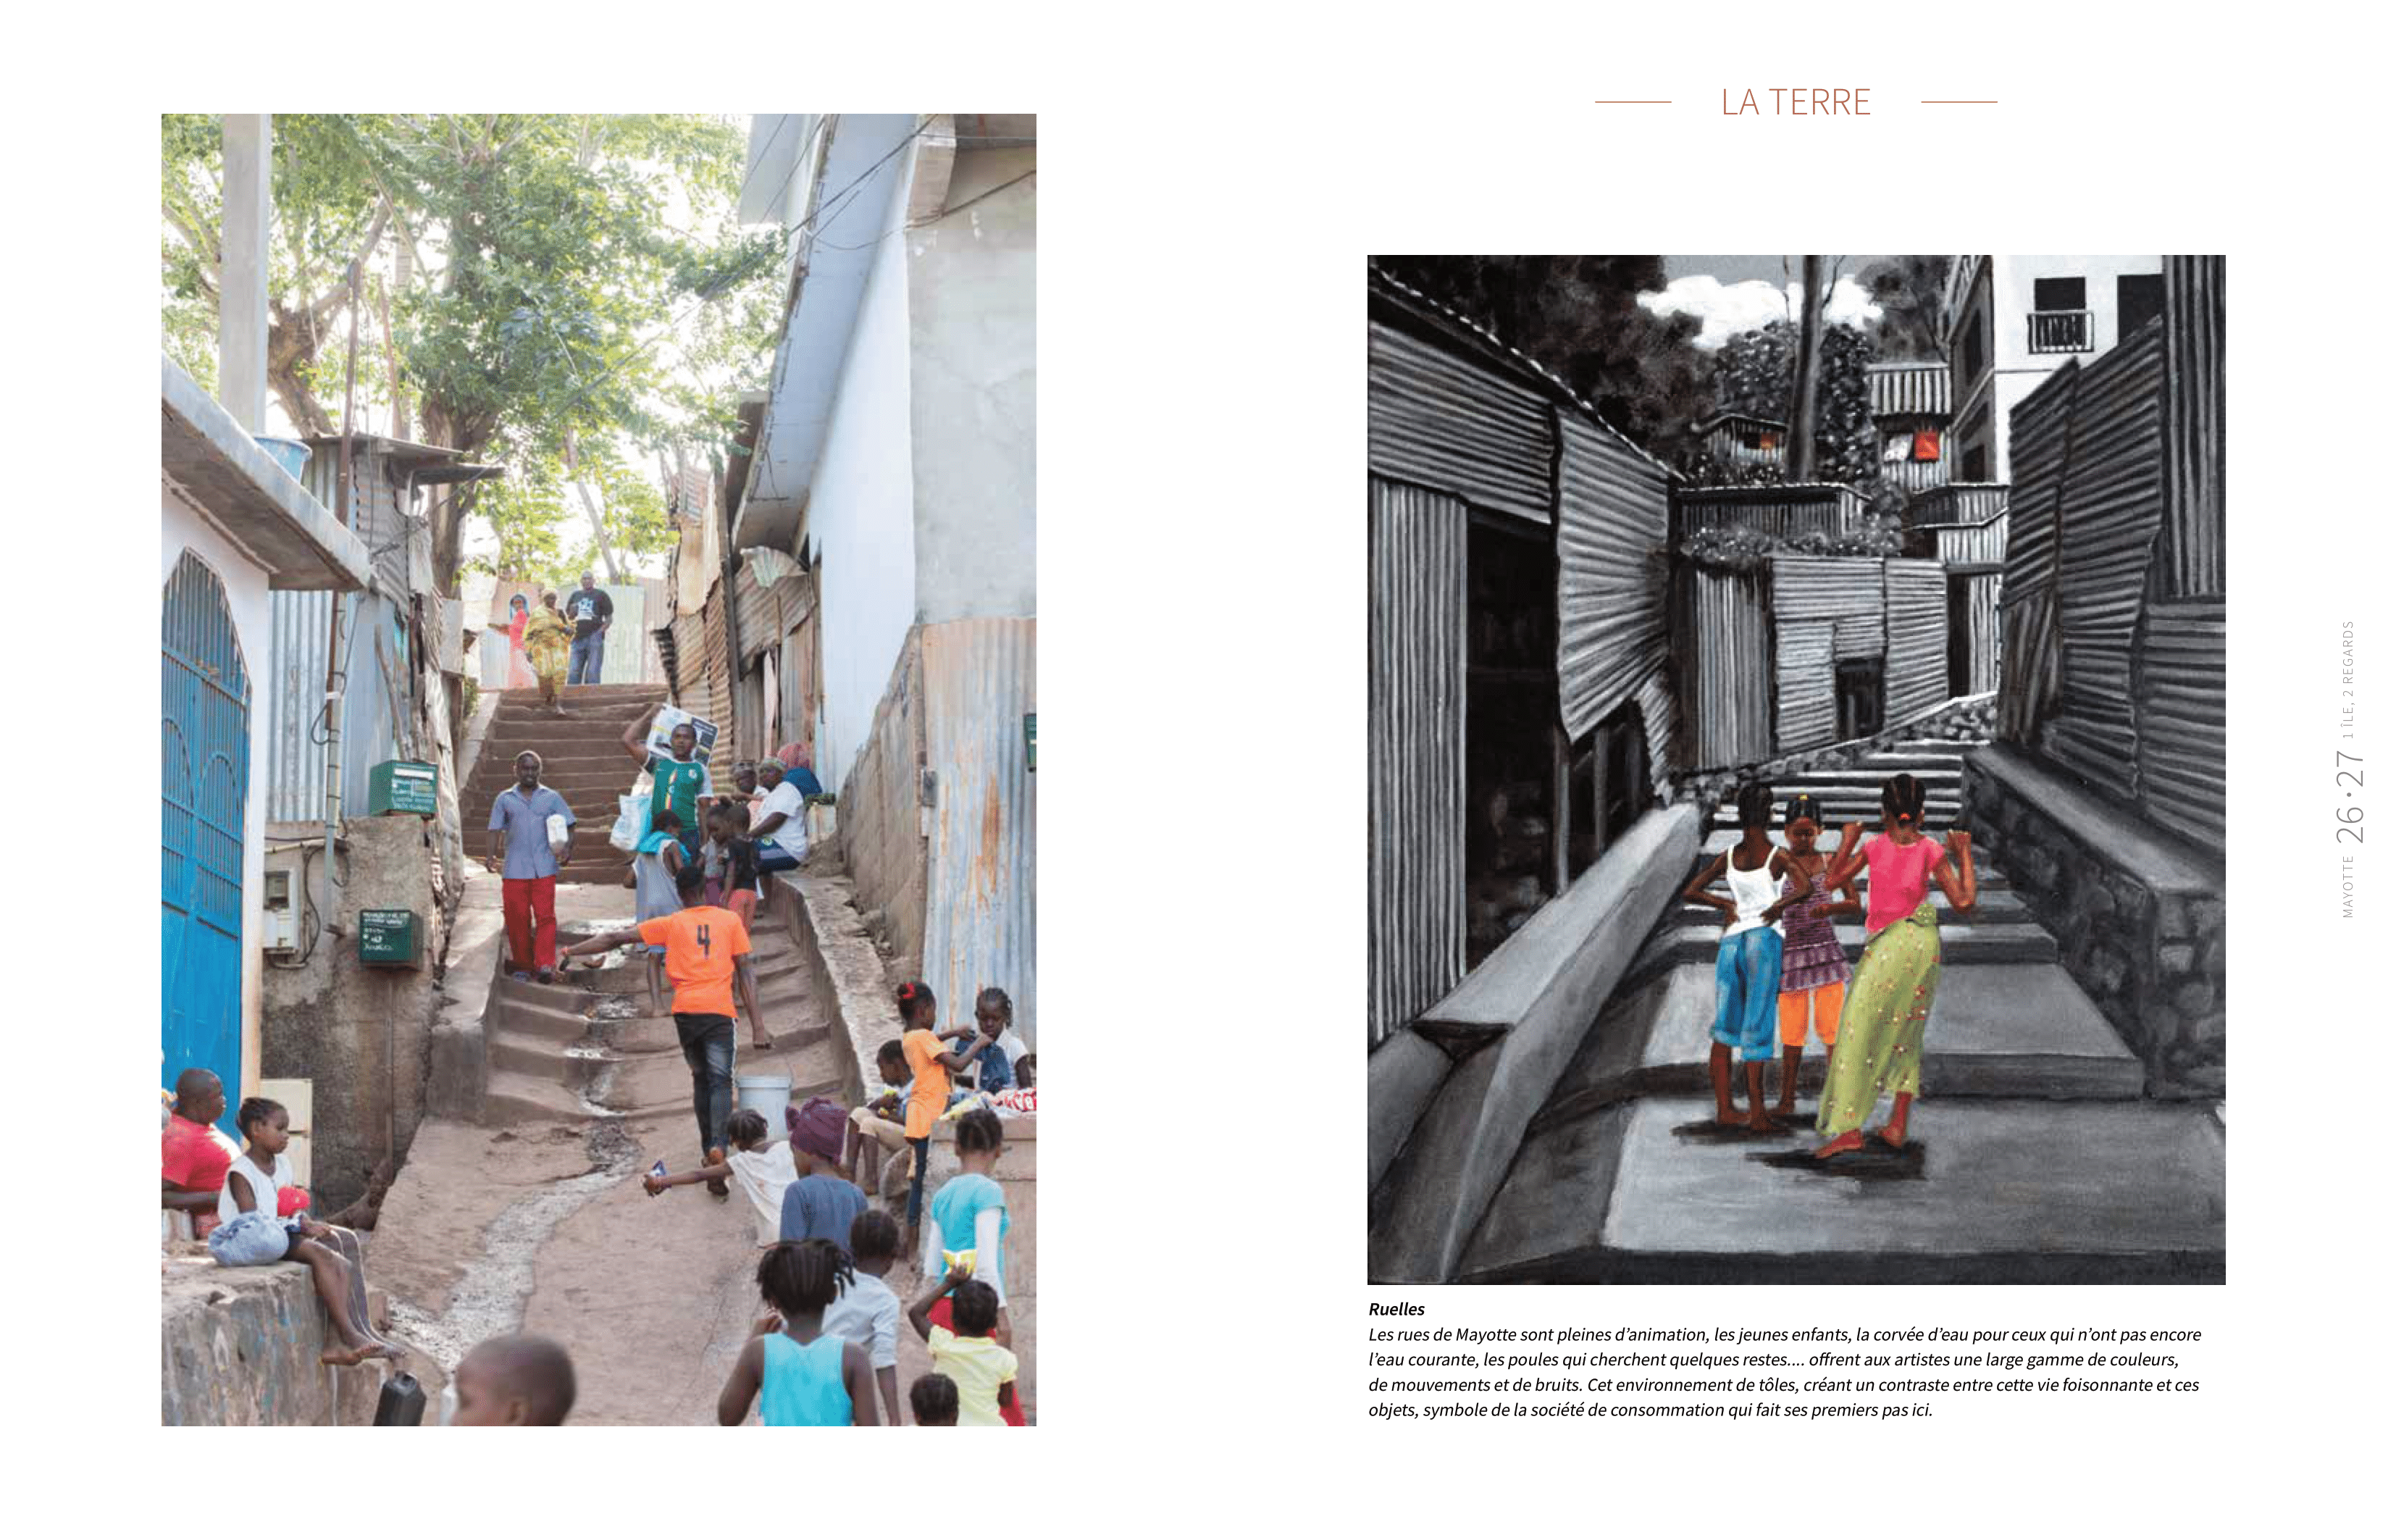 LA TERRE
4
Ruelles
Les rues de Mayotte sont pleines d’animation, les jeunes enfants, la corvée d’eau pour ceux qui n’ont pas encore
l’eau courante, les poules qui cherchent quelques restes.... offrent aux artistes une large gamme de couleurs,
de mouvements et de bruits. Cet environnement de tôles, créant un contraste entre cette vie foisonnante et ces
objets, symbole de la société de consommation qui fait ses premiers pas ici.
MAYOTTE 26•27 1 ÎLE, 2 REGARDS